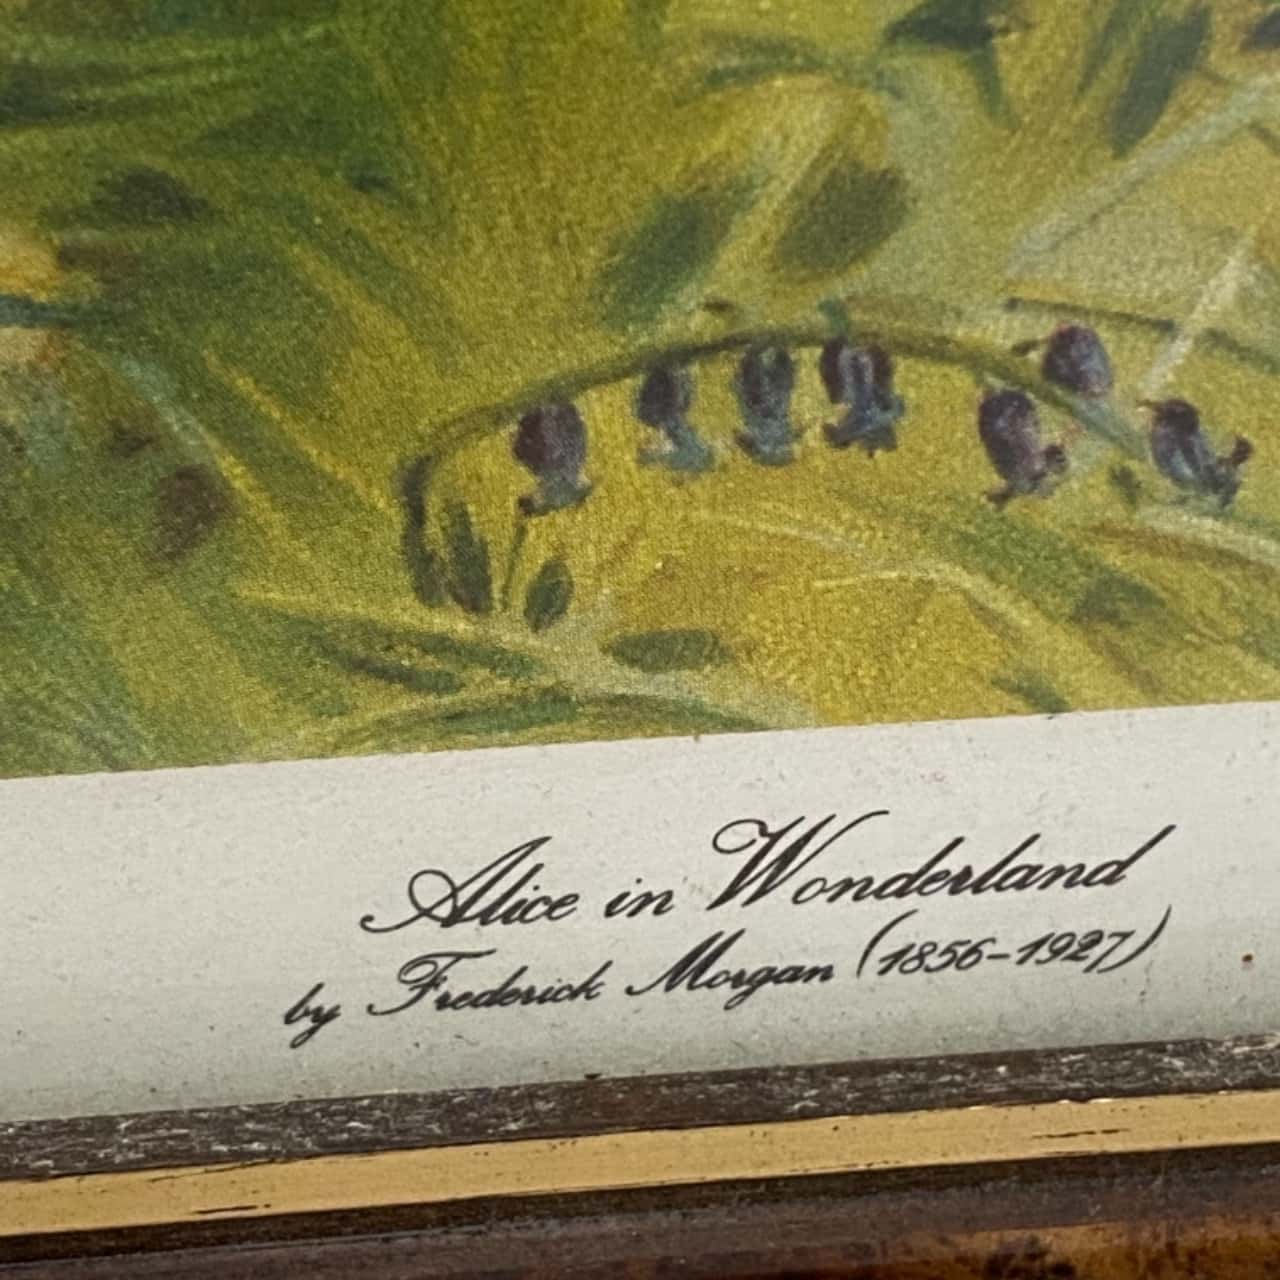 Alice in Wonderland
by Frederick Morgan (1856-1927)